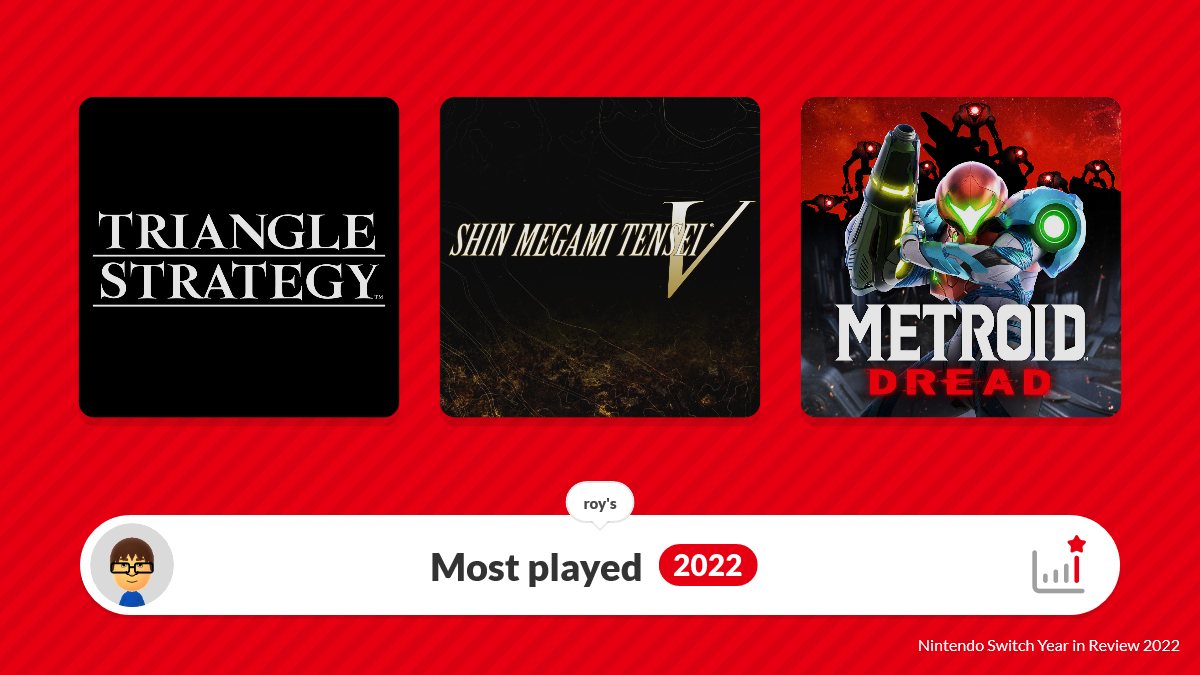 TRIANGLE
STRATEGY™
SHIN MEGAMI TENSEI V
METROID
DREAD
roy's
Most played 2022
Nintendo Switch Year in Review 2022